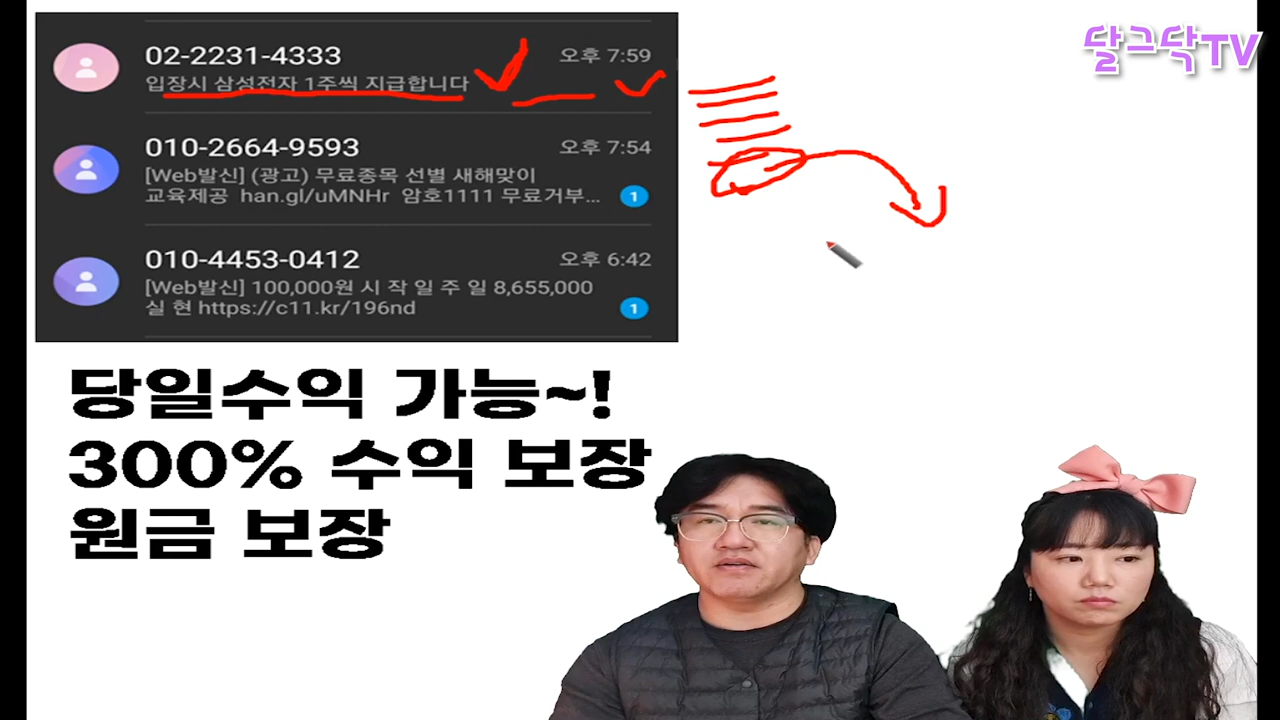 달그닥TV
02-2231-4333
오후 7:59
입장시 삼성전자 1주씩 지급합니다
010-2664-9593
오후 7:54
[Web발신] (광고) 무료종목 선별 새해맞이
교육제공 han.gl/uMNHr 암호1111 무료거부...
1
010-4453-0412
오후 6:42
[Web발신] 100,000원 시 작 일 주 일 8,655,000
실 현 https://c11.kr/196nd
1
당일수익 가능~!
300% 수익 보장
원금 보장